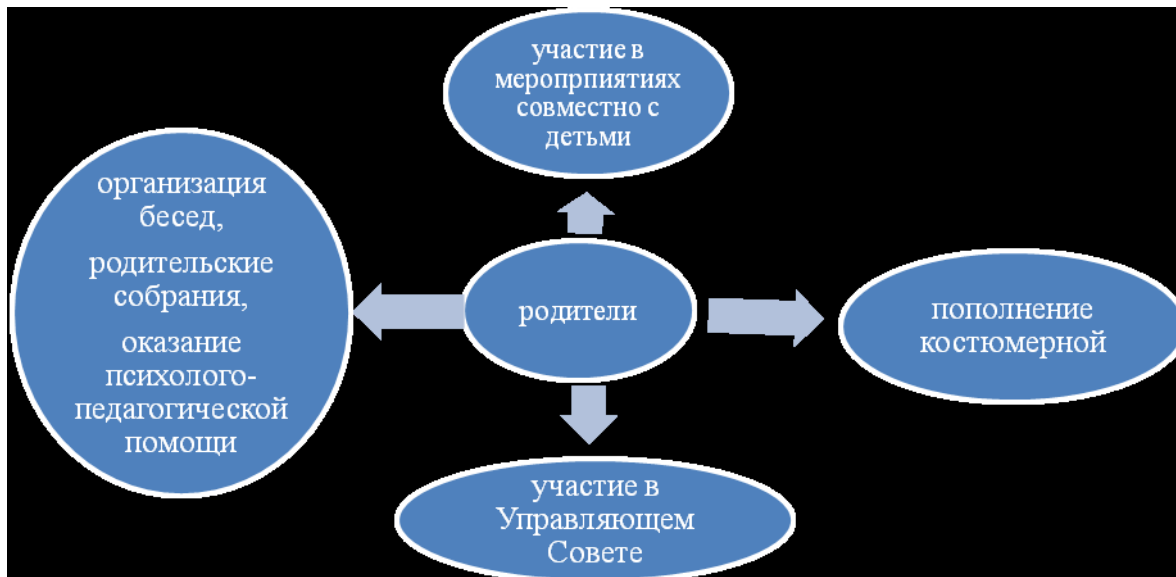 участие в
меропрпиятиях
совместно с
детьми
организация
бесед,
родительские
собрания,
оказание
психолого-
педагогической
помощи
родители
пополнение
костюмерной
участие в
Управляющем
Совете